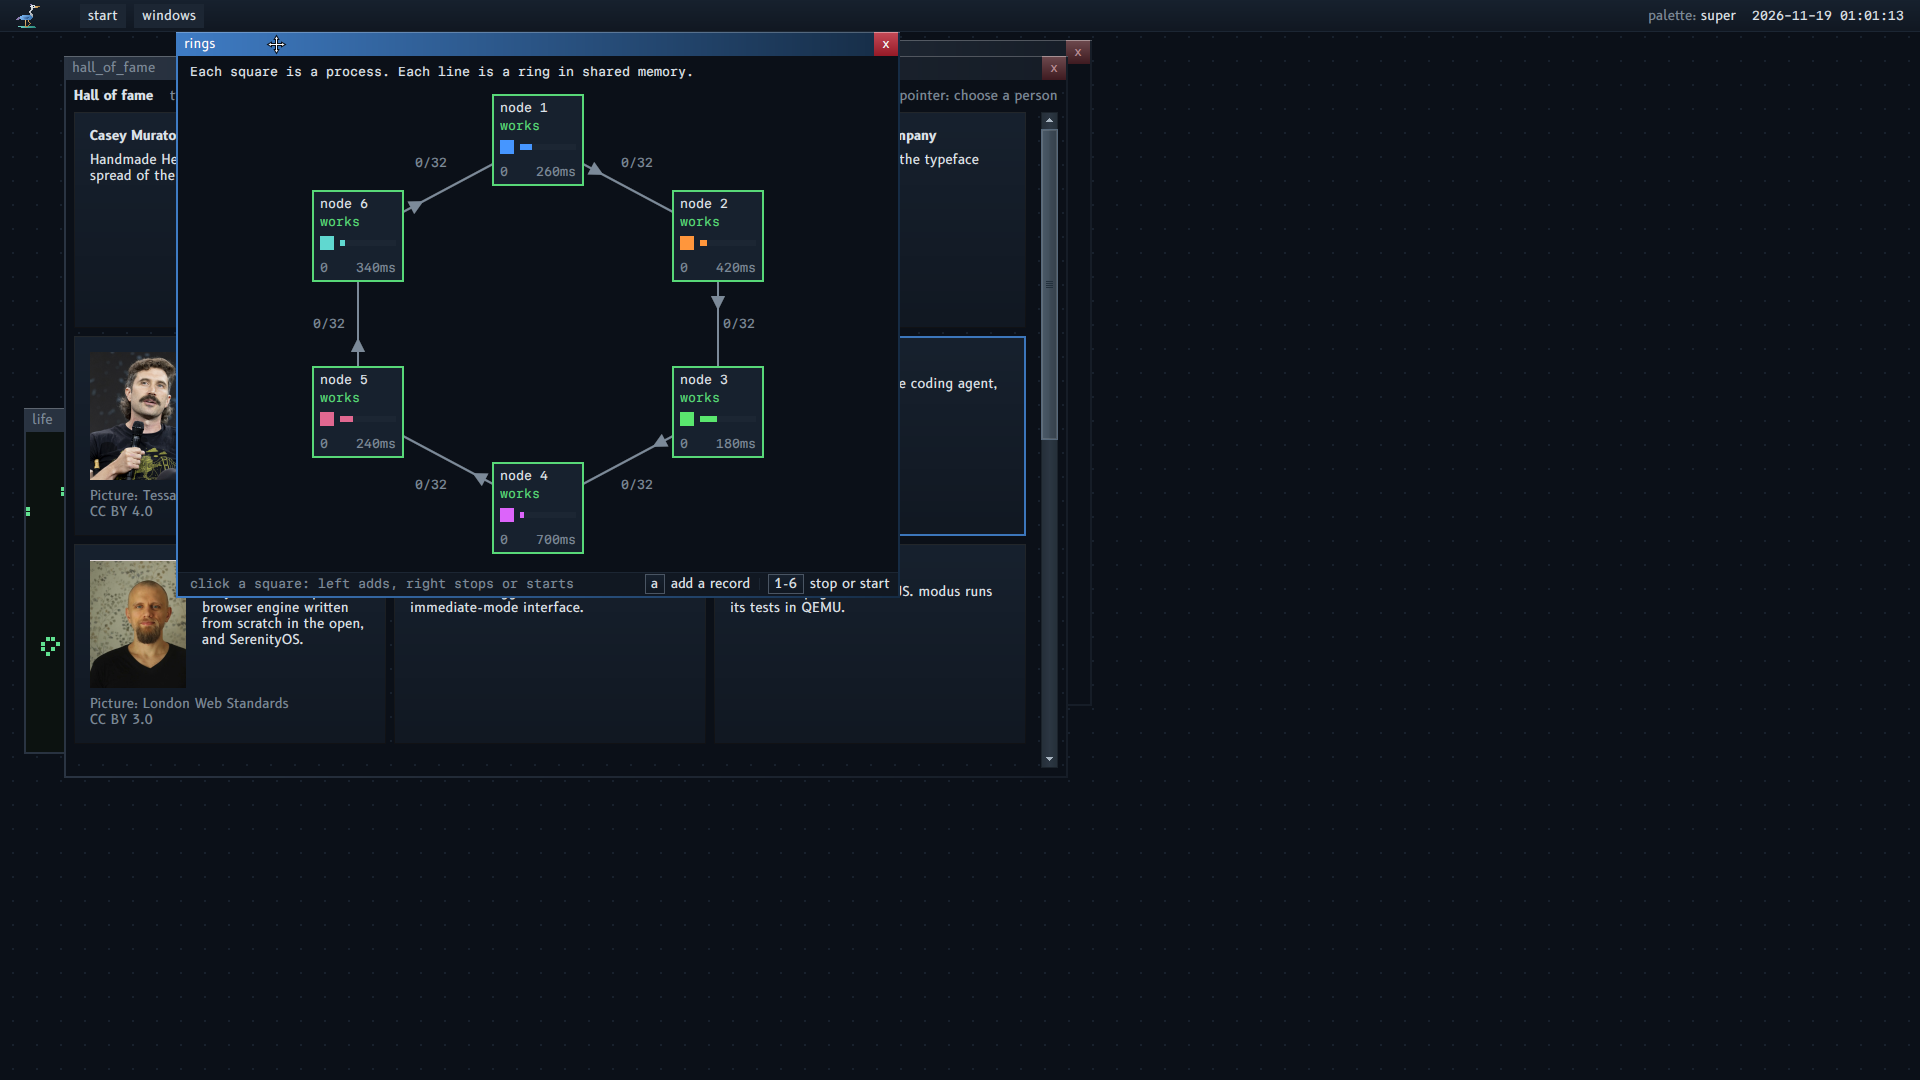 start windows palette: super 2026-11-19 01:01:13
rings x
x
hall_of_fame x
Each square is a process. Each line is a ring in shared memory.
Hall of fame pointer: choose a person
node 1
works
0 260ms
0/32
0/32
node 6
works
0 340ms
node 2
works
0 420ms
0/32
0/32
node 5
works
0 240ms
node 3
works
0 180ms
0/32
0/32
node 4
works
0 700ms
click a square: left adds, right stops or starts a add a record 1-6 stop or start
Casey
Handmade
spread of the
the typeface
coding agent,
life
Picture: Tessa
CC BY 4.0
browser engine written
from scratch in the open,
and SerenityOS.
Picture: London Web Standards
CC BY 3.0
immediate-mode interface.
modus runs
its tests in QEMU.